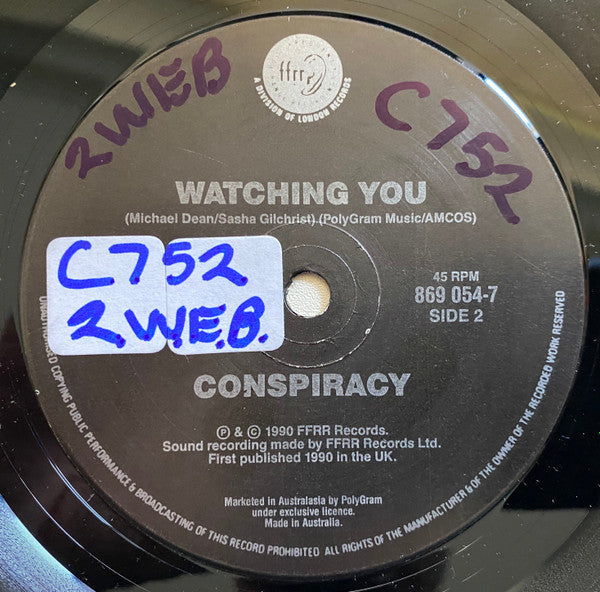 ffrr
A DIVISION OF LONDON RECORDS
2WEB
C752
WATCHING YOU
(Michael Dean/Sasha Gilchrist) (PolyGram Music/AMCOS)
C.7.52.
2.W.E.B.
45 RPM
869 054-7
SIDE 2
CONSPIRACY
℗ & © 1990 FFRR Records.
Sound recording made by FFRR Records Ltd.
First published 1990 in the UK.
Marketed in Australasia by PolyGram
under exclusive licence.
Made in Australia.
COPYING PUBLIC PERFORMANCE & BROADCASTING OF THIS RECORD PROHIBITED ALL RIGHTS OF THE MANUFACTURER & OF THE OWNER OF THE RECORDED WORK RESERVED